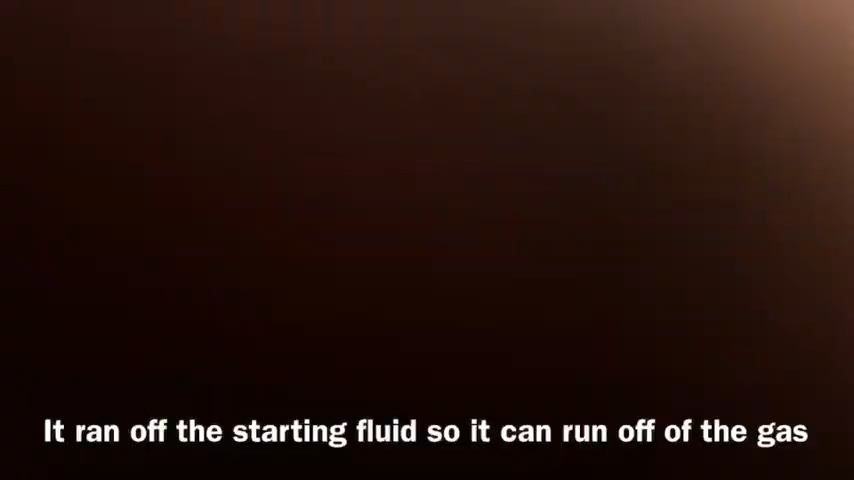 It ran off the starting fluid so it can run off of the gas